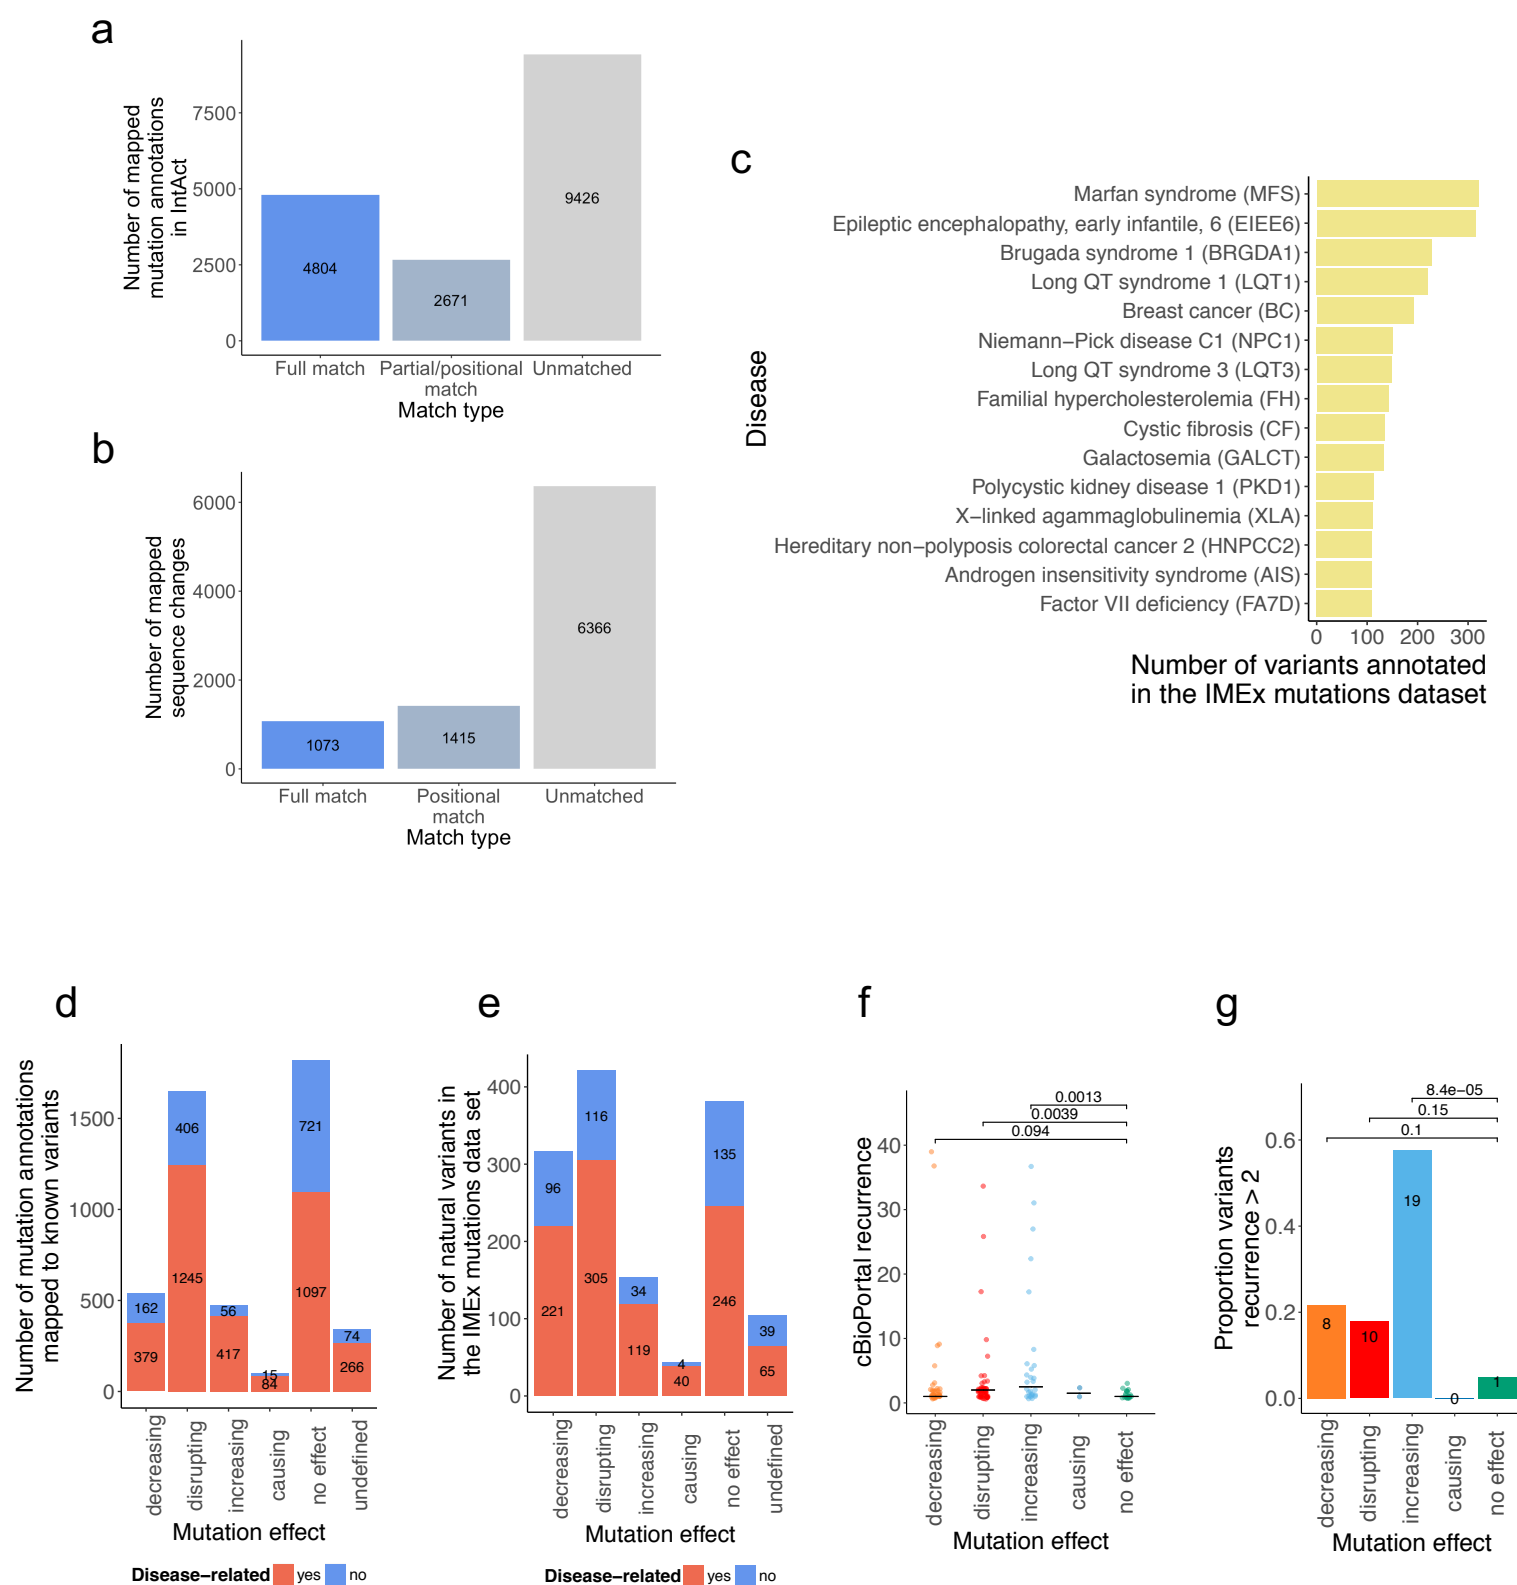 a
Number of mapped
mutation annotations
in IntAct
7500
5000
2500
0
4804
2671
9426
Full match
Partial/positional
match
Unmatched
Match type
b
Number of mapped
sequence changes
6000
4000
2000
0
1073
1415
6366
Full match
Positional
match
Unmatched
Match type
c
Disease
Marfan syndrome (MFS)
Epileptic encephalopathy, early infantile, 6 (EIEE6)
Brugada syndrome 1 (BRGDA1)
Long QT syndrome 1 (LQT1)
Breast cancer (BC)
Niemann−Pick disease C1 (NPC1)
Long QT syndrome 3 (LQT3)
Familial hypercholesterolemia (FH)
Cystic fibrosis (CF)
Galactosemia (GALCT)
Polycystic kidney disease 1 (PKD1)
X−linked agammaglobulinemia (XLA)
Hereditary non−polyposis colorectal cancer 2 (HNPCC2)
Androgen insensitivity syndrome (AIS)
Factor VII deficiency (FA7D)
0 100 200 300
Number of variants annotated
in the IMEx mutations dataset
d
Number of mutation annotations
mapped to known variants
1500
1000
500
0
162
379
406
1245
56
417
15
84
721
1097
74
266
decreasing
disrupting
increasing
causing
no effect
undefined
Mutation effect
Disease−related yes no
e
Number of natural variants in
the IMEx mutations data set
400
300
200
100
0
96
221
116
305
34
119
4
40
135
246
39
65
decreasing
disrupting
increasing
causing
no effect
undefined
Mutation effect
Disease−related yes no
f
cBioPortal recurrence
40
30
20
10
0
0.0013
0.0039
0.094
decreasing
disrupting
increasing
causing
no effect
Mutation effect
g
Proportion variants
recurrence > 2
0.6
0.4
0.2
0.0
8.4e−05
0.15
0.1
8
10
19
0
1
decreasing
disrupting
increasing
causing
no effect
Mutation effect